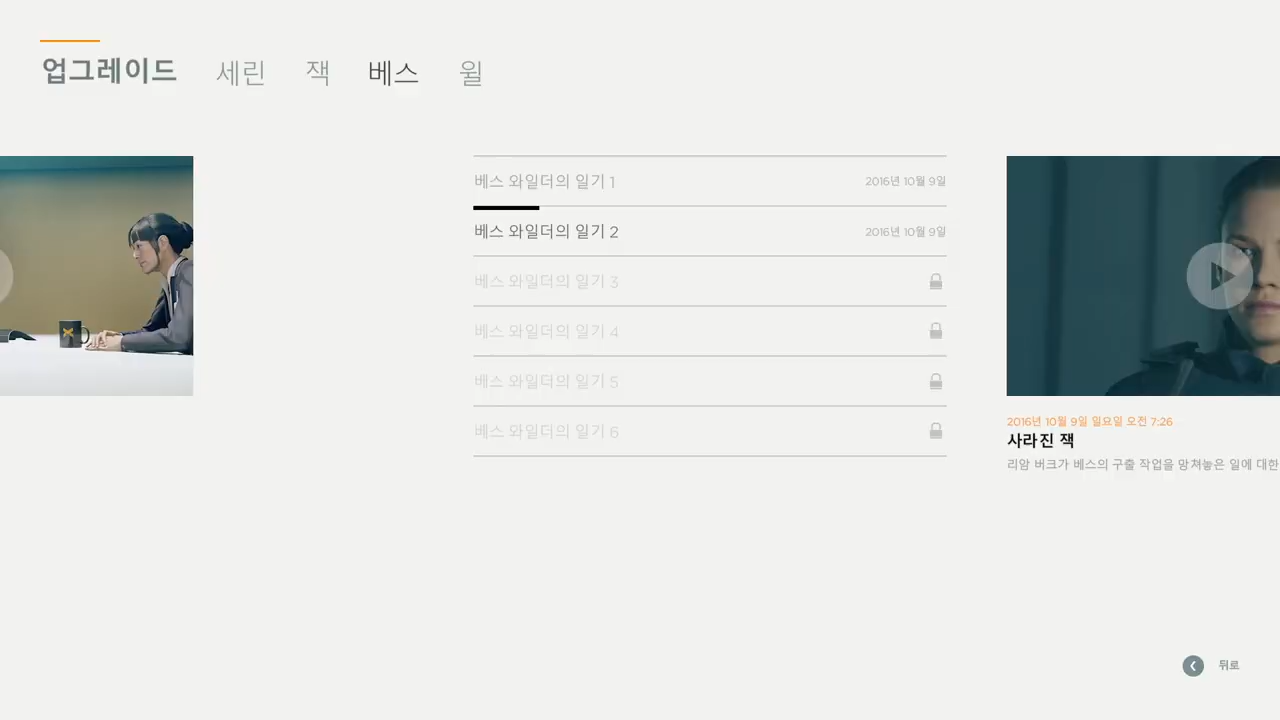 업그레이드 세린 잭 베스 윌
베스 와일더의 일기 1 2016년 10월 9일
베스 와일더의 일기 2 2016년 10월 9일
베스 와일더의 일기 3
베스 와일더의 일기 4
베스 와일더의 일기 5
베스 와일더의 일기 6
2016년 10월 9일 일요일 오전 7:26
사라진 잭
리암 버크가 베스의 구출 작업을 망쳐놓은 일에 대한
뒤로